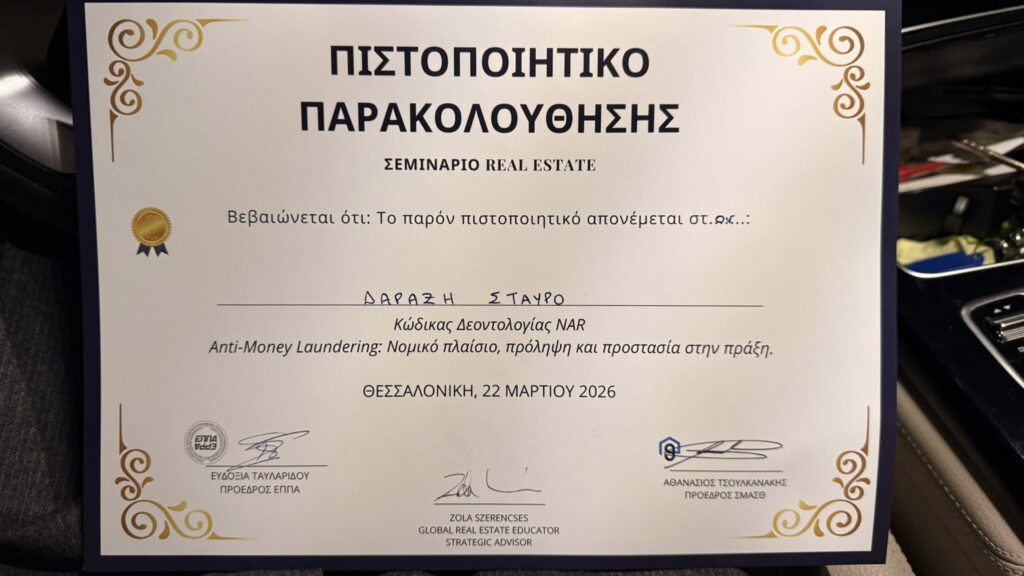 ΠΙΣΤΟΠΟΙΗΤΙΚΟ
ΠΑΡΑΚΟΛΟΥΘΗΣΗΣ
ΣΕΜΙΝΑΡΙΟ REAL ESTATE
Βεβαιώνεται ότι: Το παρόν πιστοποιητικό απονέμεται στ.ον..:
ΔΑΡΑΖΗ ΣΤΑΥΡΟ
Κώδικας Δεοντολογίας NAR
Anti-Money Laundering: Νομικό πλαίσιο, πρόληψη και προστασία στην πράξη.
ΘΕΣΣΑΛΟΝΙΚΗ, 22 ΜΑΡΤΙΟΥ 2026
ΕΥΔΟΞΙΑ ΤΑΥΛΑΡΙΔΟΥ
ΠΡΟΕΔΡΟΣ ΕΠΠΑ
ZOLA SZERENCSES
GLOBAL REAL ESTATE EDUCATOR
STRATEGIC ADVISOR
ΑΘΑΝΑΣΙΟΣ ΤΣΟΥΛΚΑΝΑΚΗΣ
ΠΡΟΕΔΡΟΣ ΣΜΑΣΘ